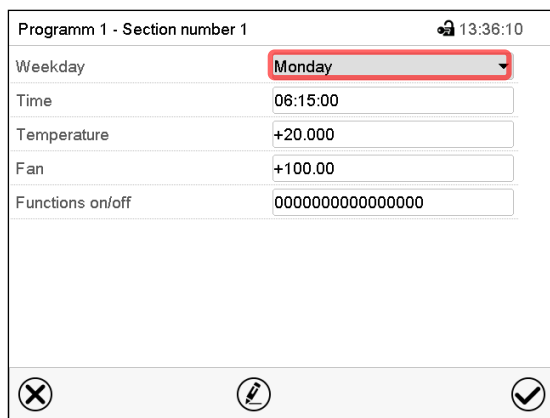 Programm 1 - Section number 1 13:36:10
Weekday Monday
Time 06:15:00
Temperature +20.000
Fan +100.00
Functions on/off 0000000000000000